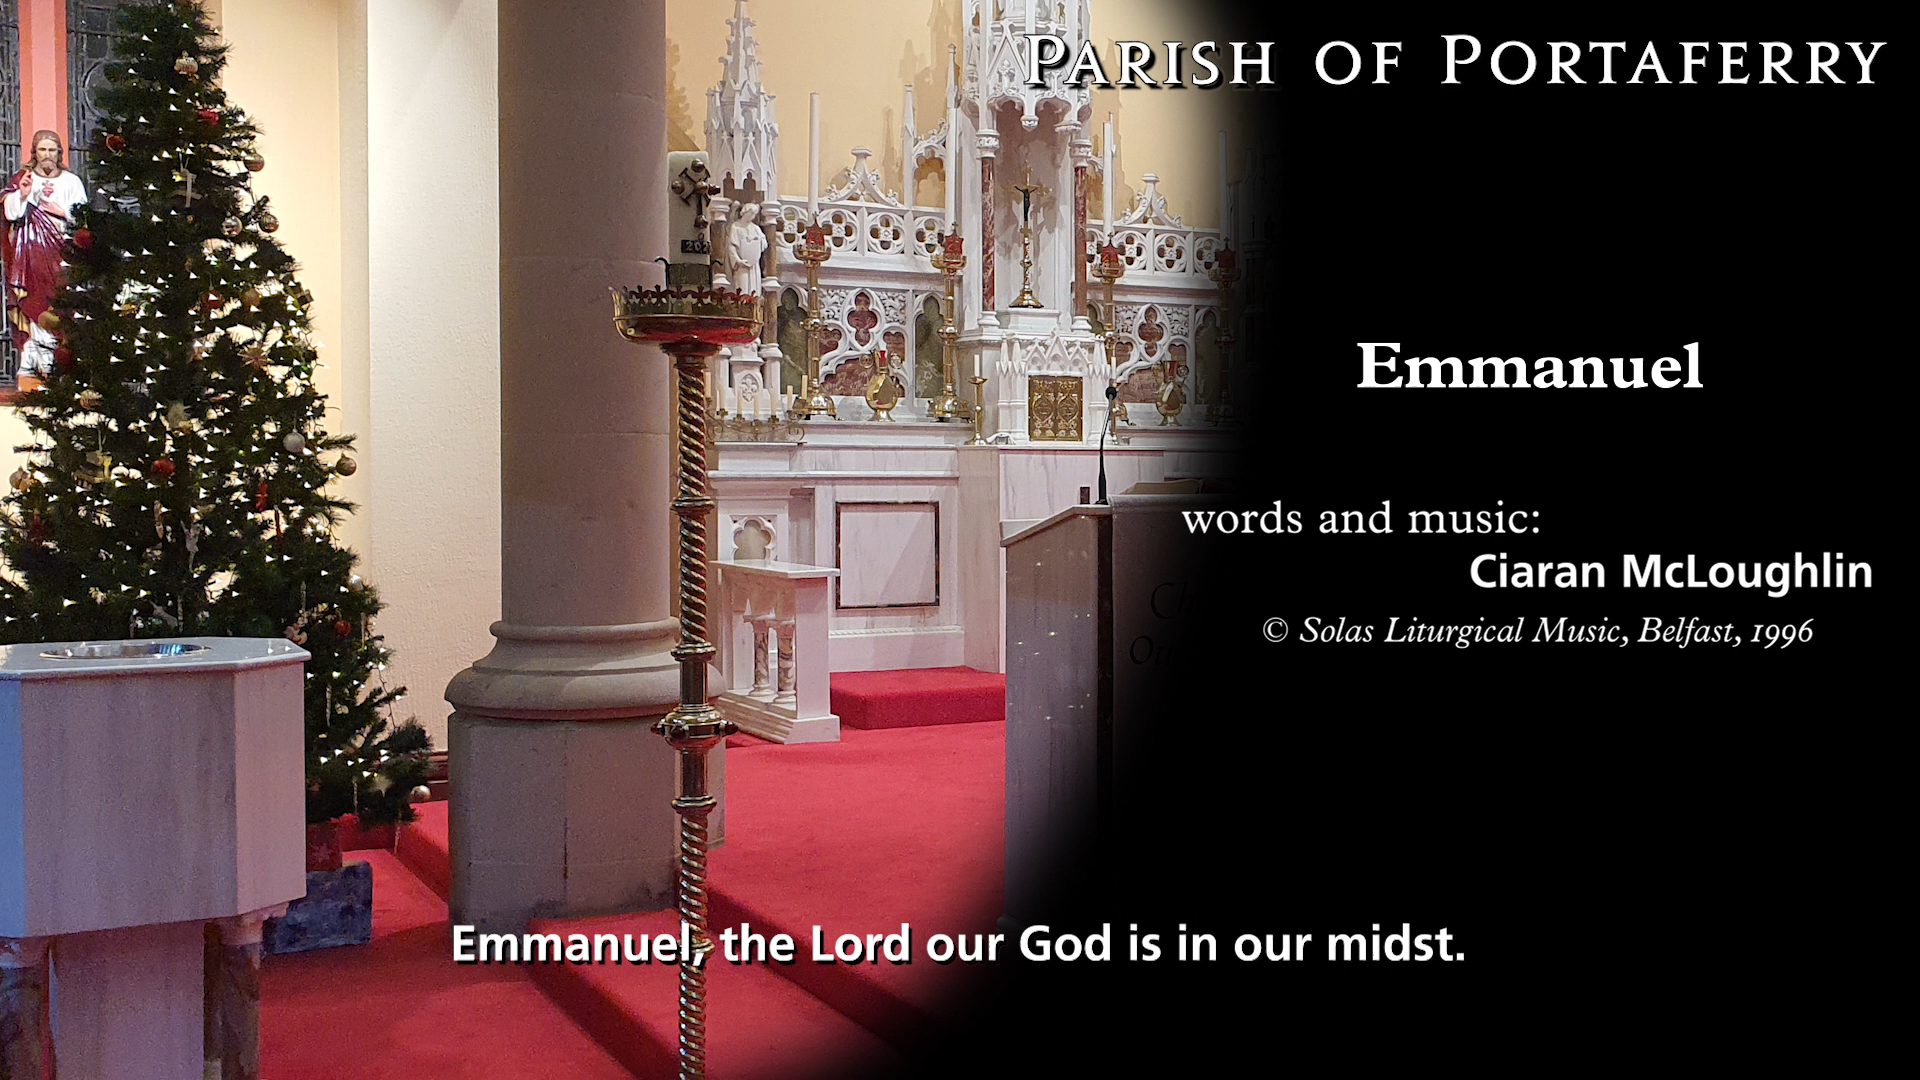 PARISH OF PORTAFERRY
Emmanuel
words and music:
Ciaran McLoughlin
© Solas Liturgical Music, Belfast, 1996
Emmanuel, the Lord our God is in our midst.